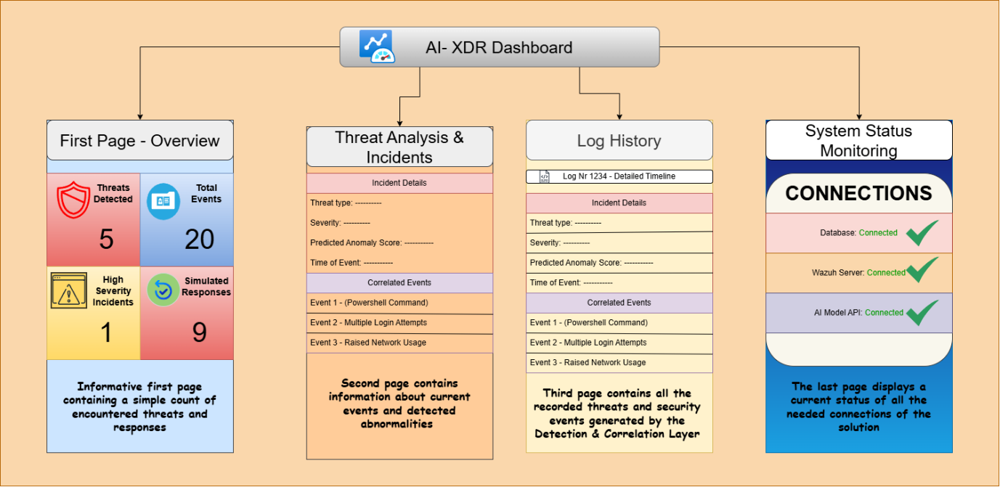 AI- XDR Dashboard
First Page - Overview
Threats
Detected
5
Total
Events
20
High
Severity
Incidents
1
Simulated
Responses
9
Informative first page
containing a simple count of
encountered threats and
responses
Threat Analysis &
Incidents
Incident Details
Threat type: ----------
Severity: ----------
Predicted Anomaly Score: -----------
Time of Event: -----------
Correlated Events
Event 1 - (Powershell Command)
Event 2 - Multiple Login Attempts
Event 3 - Raised Network Usage
Second page contains
information about current
events and detected
abnormalities
Log History
Log Nr 1234 - Detailed Timeline
Incident Details
Threat type: ----------
Severity: ----------
Predicted Anomaly Score: -----------
Time of Event: -----------
Correlated Events
Event 1 - (Powershell Command)
Event 2 - Multiple Login Attempts
Event 3 - Raised Network Usage
Third page contains all the
recorded threats and security
events generated by the
Detection & Correlation Layer
System Status
Monitoring
CONNECTIONS
Database: Connected
Wazuh Server: Connected
AI Model API: Connected
The last page displays a
current status of all the
needed connections of the
solution